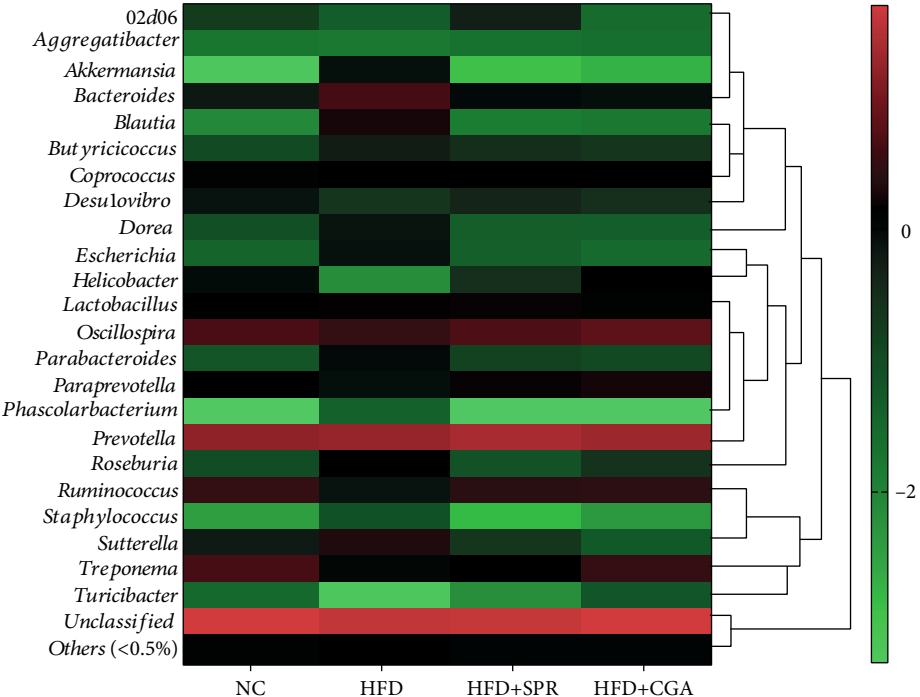 02d06
Aggregatibacter
Akkermansia
Bacteroides
Blautia
Butyricicoccus
Coprococcus
Desu1ovibro
Dorea
Escherichia
Helicobacter
Lactobacillus
Oscillospira
Parabacteroides
Paraprevotella
Phascolarbacterium
Prevotella
Roseburia
Ruminococcus
Staphylococcus
Sutterella
Treponema
Turicibacter
Unclassified
Others (<0.5%)
NC HFD HFD+SPR HFD+CGA
0
−2